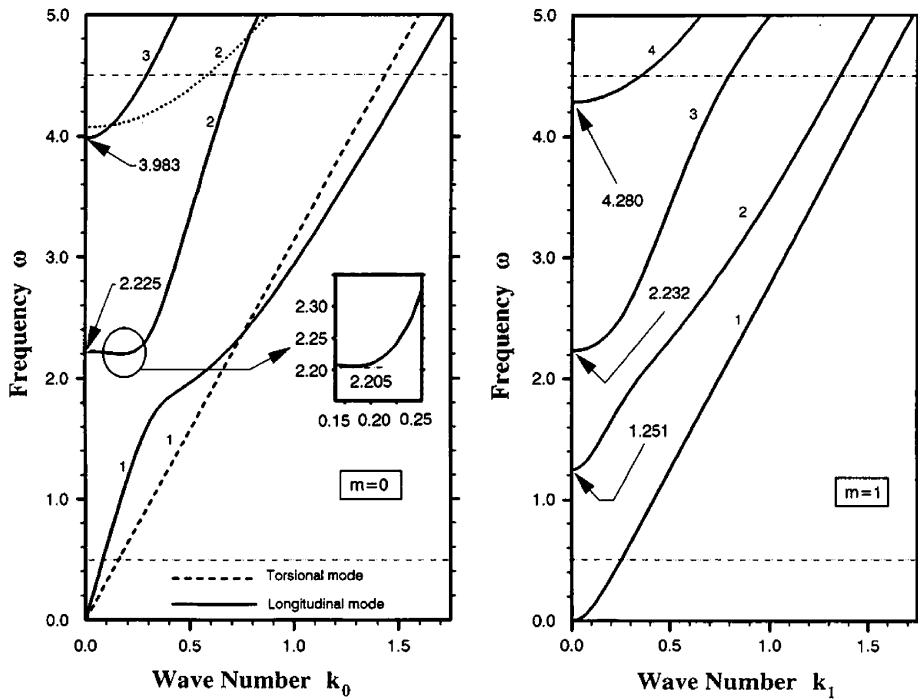 5.0
4.0
3.0
2.0
1.0
0.0
Frequency ω
3
2
2
3.983
2.225
1
1
2.30
2.25
2.20
2.205
0.15 0.20 0.25
m=0
Torsional mode
Longitudinal mode
0.0 0.5 1.0 1.5
Wave Number k₀
5.0
4.0
3.0
2.0
1.0
0.0
Frequency ω
4
3
4.280
2
1
2.232
1.251
m=1
0.0 0.5 1.0 1.5
Wave Number k₁